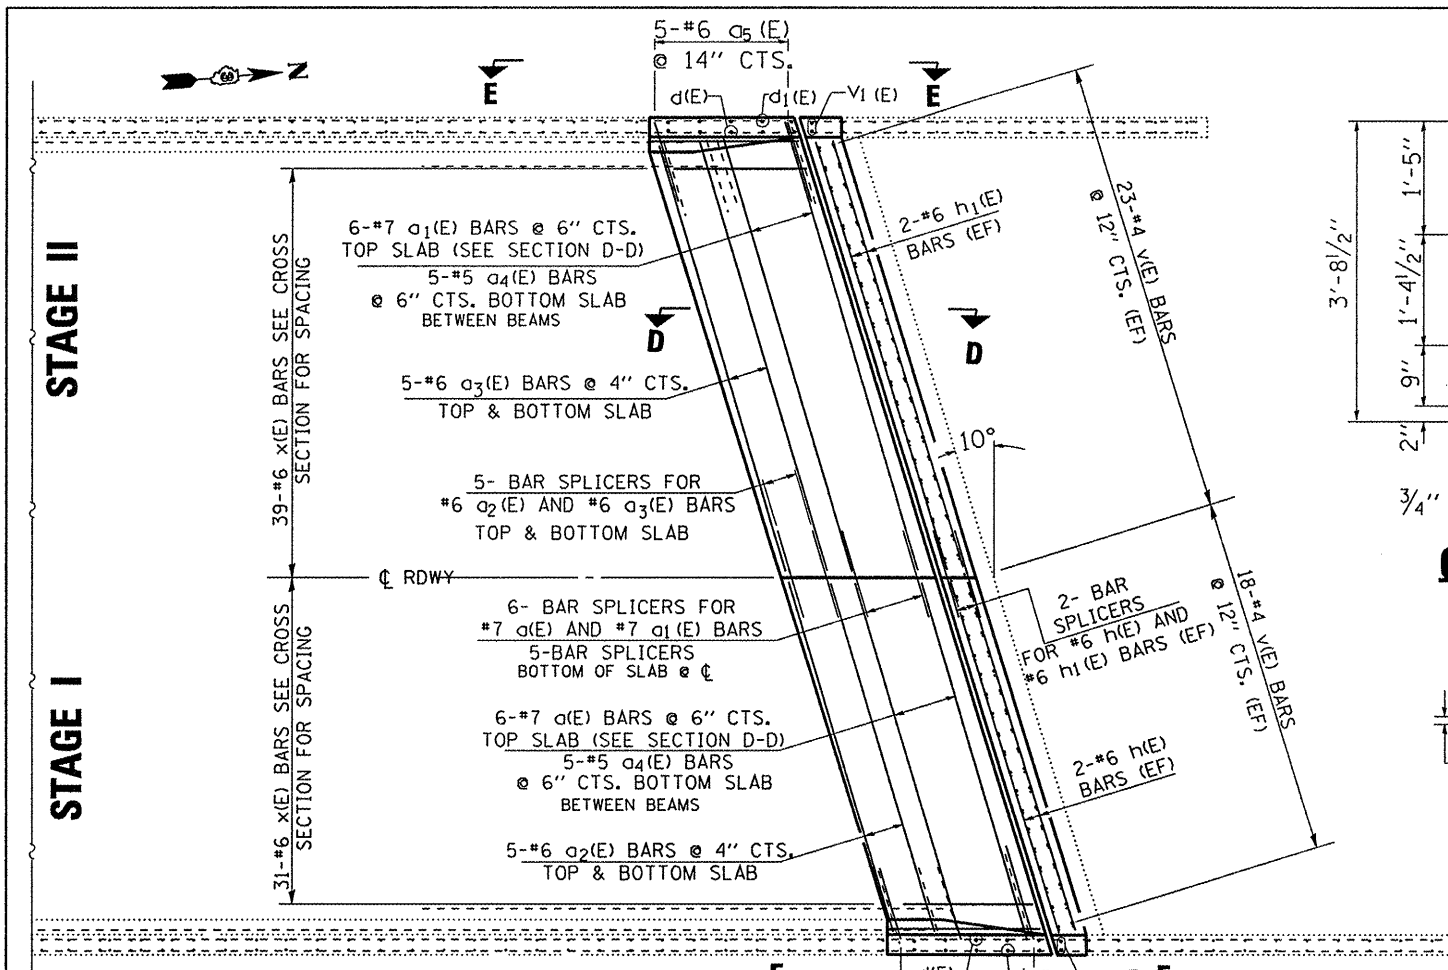 5-#6 a5(E)
@ 14" CTS.
N
E
E
d(E)
d1(E)
V1 (E)
STAGE II
39-#6 x(E) BARS SEE CROSS
SECTION FOR SPACING
6-#7 a1(E) BARS @ 6" CTS.
TOP SLAB (SEE SECTION D-D)
5-#5 a4(E) BARS
@ 6" CTS. BOTTOM SLAB
BETWEEN BEAMS
D
D
2-#6 h1(E)
BARS (EF)
23-#4 v(E) BARS
@ 12" CTS. (EF)
3'-8 1/2"
1'-5"
1'-4 1/2"
9"
2"
3/4"
5-#6 a3(E) BARS @ 4" CTS.
TOP & BOTTOM SLAB
10°
5- BAR SPLICERS FOR
#6 a2(E) AND #6 a3(E) BARS
TOP & BOTTOM SLAB
℄ RDWY
STAGE I
31-#6 x(E) BARS SEE CROSS
SECTION FOR SPACING
6- BAR SPLICERS FOR
#7 a(E) AND #7 a1(E) BARS
5-BAR SPLICERS
BOTTOM OF SLAB @ ℄
2- BAR
SPLICERS
FOR #6 h(E) AND
#6 h1(E) BARS (EF)
18-#4 v(E) BARS
@ 12" CTS. (EF)
6-#7 a(E) BARS @ 6" CTS.
TOP SLAB (SEE SECTION D-D)
5-#5 a4(E) BARS
@ 6" CTS. BOTTOM SLAB
BETWEEN BEAMS
2-#6 h(E)
BARS (EF)
5-#6 a2(E) BARS @ 4" CTS.
TOP & BOTTOM SLAB